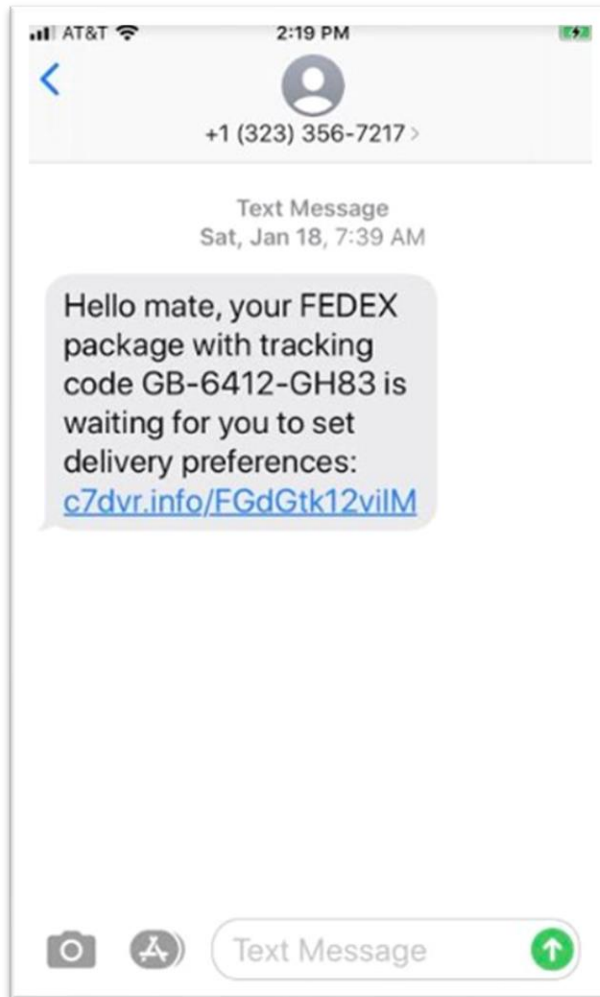 AT&T 2:19 PM
+1 (323) 356-7217 >
Text Message
Sat, Jan 18, 7:39 AM
Hello mate, your FEDEX
package with tracking
code GB-6412-GH83 is
waiting for you to set
delivery preferences:
c7dvr.info/FGdGtk12vilM
Text Message